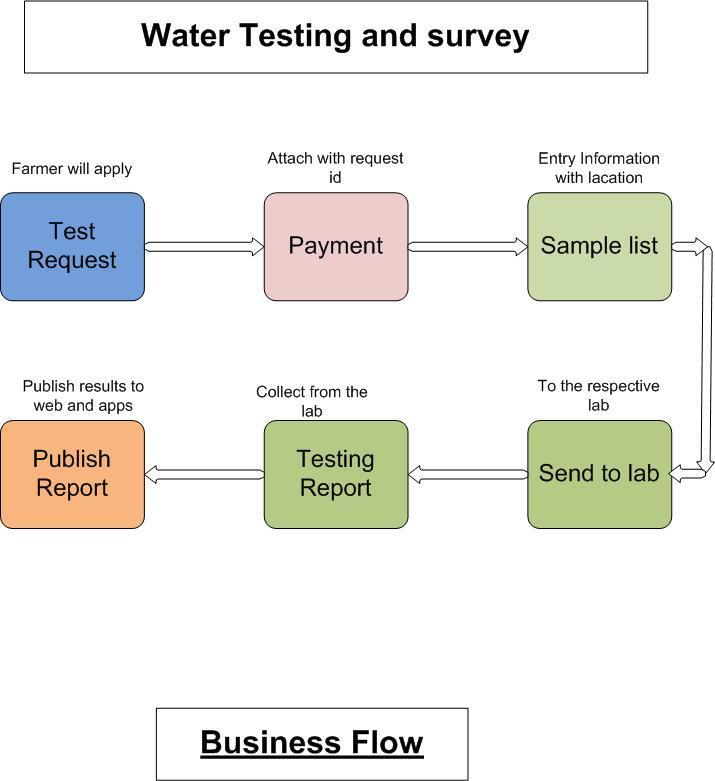 Water Testing and survey
Farmer will apply
Test
Request
Attach with request
id
Payment
Entry Information
with lacation
Sample list
Publish results to
web and apps
Publish
Report
Collect from the
lab
Testing
Report
To the respective
lab
Send to lab
Business Flow